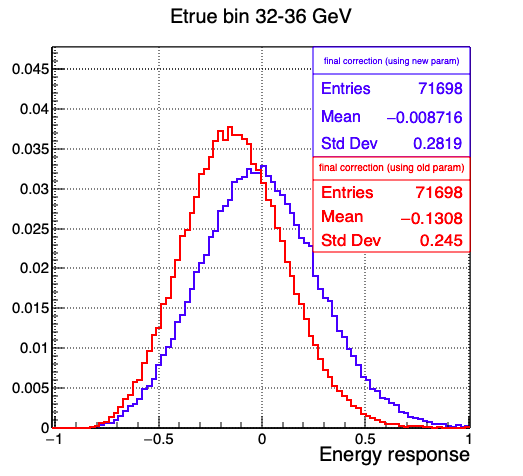 Etrue bin 32-36 GeV
final correction (using new param)
Entries 71698
Mean −0.008716
Std Dev 0.2819
final correction (using old param)
Entries 71698
Mean −0.1308
Std Dev 0.245
0.045
0.04
0.035
0.03
0.025
0.02
0.015
0.01
0.005
0
−1 −0.5 0 0.5 1
Energy response